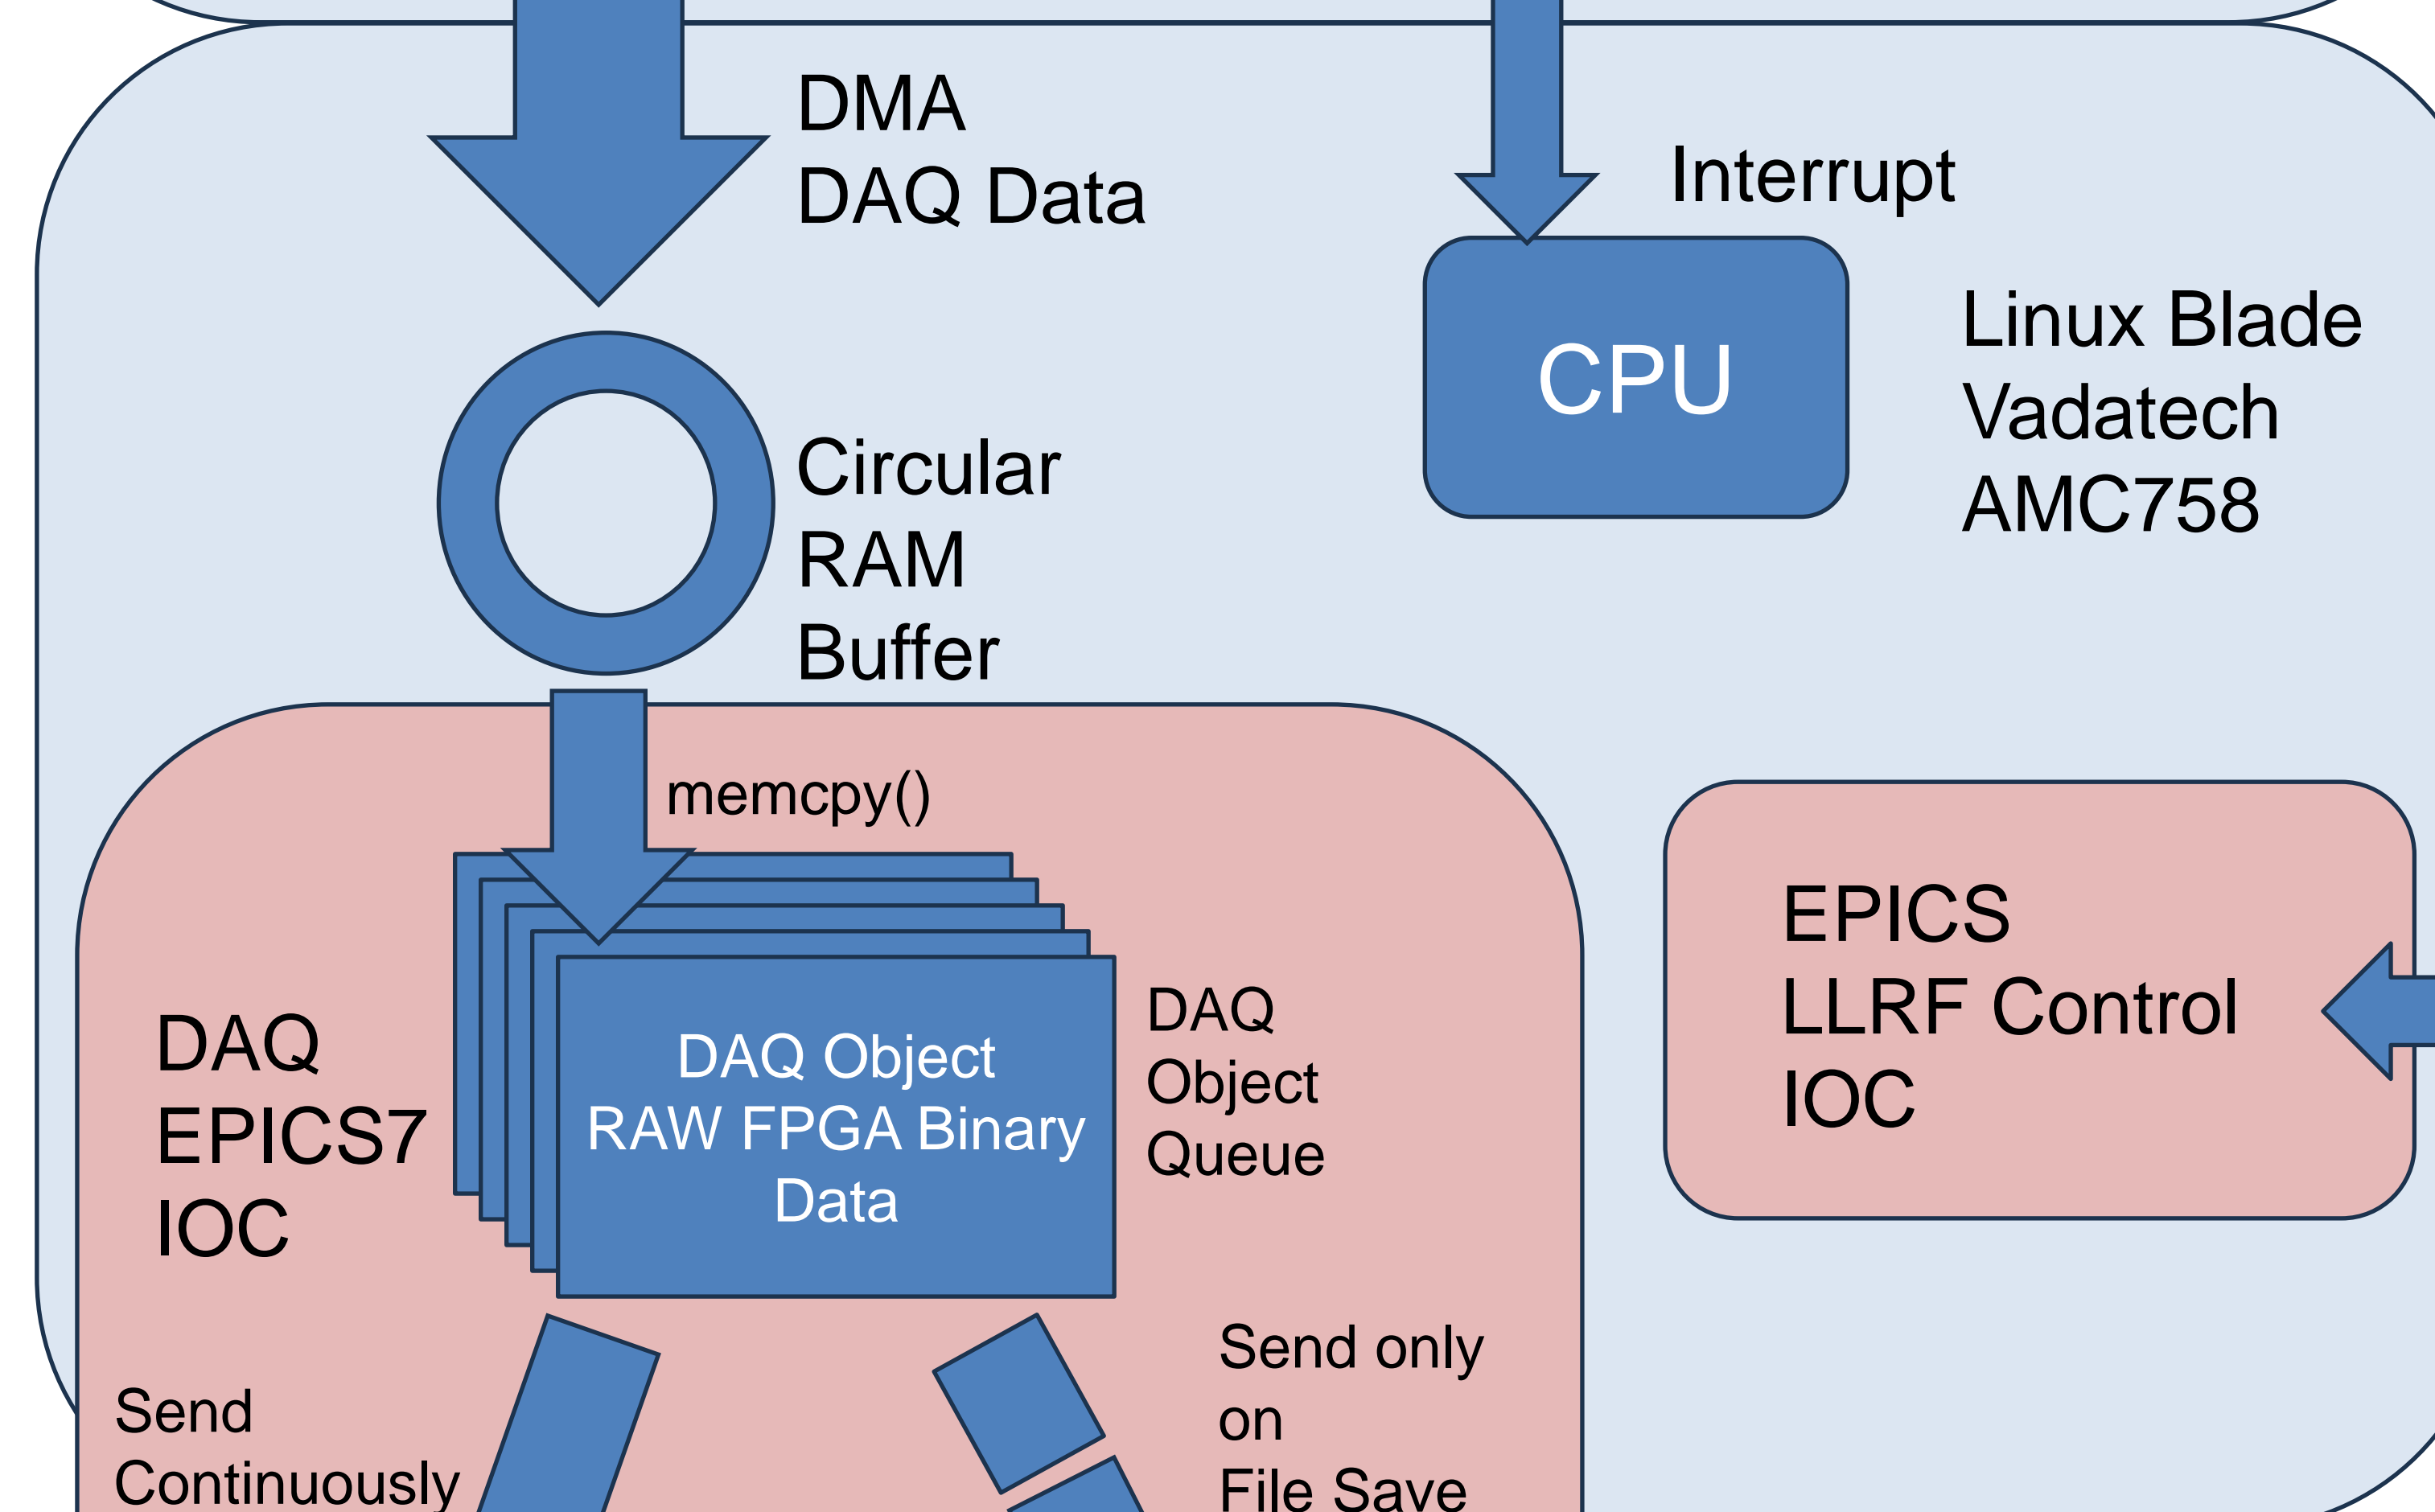 DMA
DAQ Data
Interrupt
CPU
Linux Blade
Vadatech
AMC758
Circular
RAM
Buffer
memcpy()
DAQ
EPICS7
IOC
DAQ Object
RAW FPGA Binary
Data
DAQ
Object
Queue
EPICS
LLRF Control
IOC
Send
Continuously
Send only
on
File Save